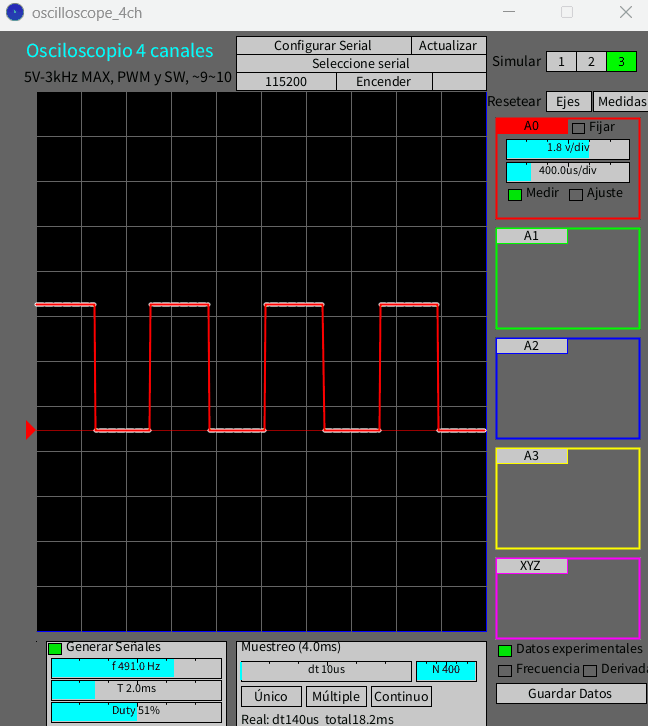 oscilloscope_4ch
Osciloscopio 4 canales
5V-3kHz MAX, PWM y SW, ~9~10
Configurar Serial Actualizar
Seleccione serial
115200 Encender
Simular 1 2 3
Resetear Ejes Medidas
A0 Fijar
1.8 v/div
400.0us/div
Medir Ajuste
A1
A2
A3
XYZ
Datos experimentales
Frecuencia Derivada
Guardar Datos
Generar Señales
f 491.0 Hz
T 2.0ms
Duty 51%
Muestreo (4.0ms)
dt 10us N 400
Único Múltiple Continuo
Real: dt140us total18.2ms